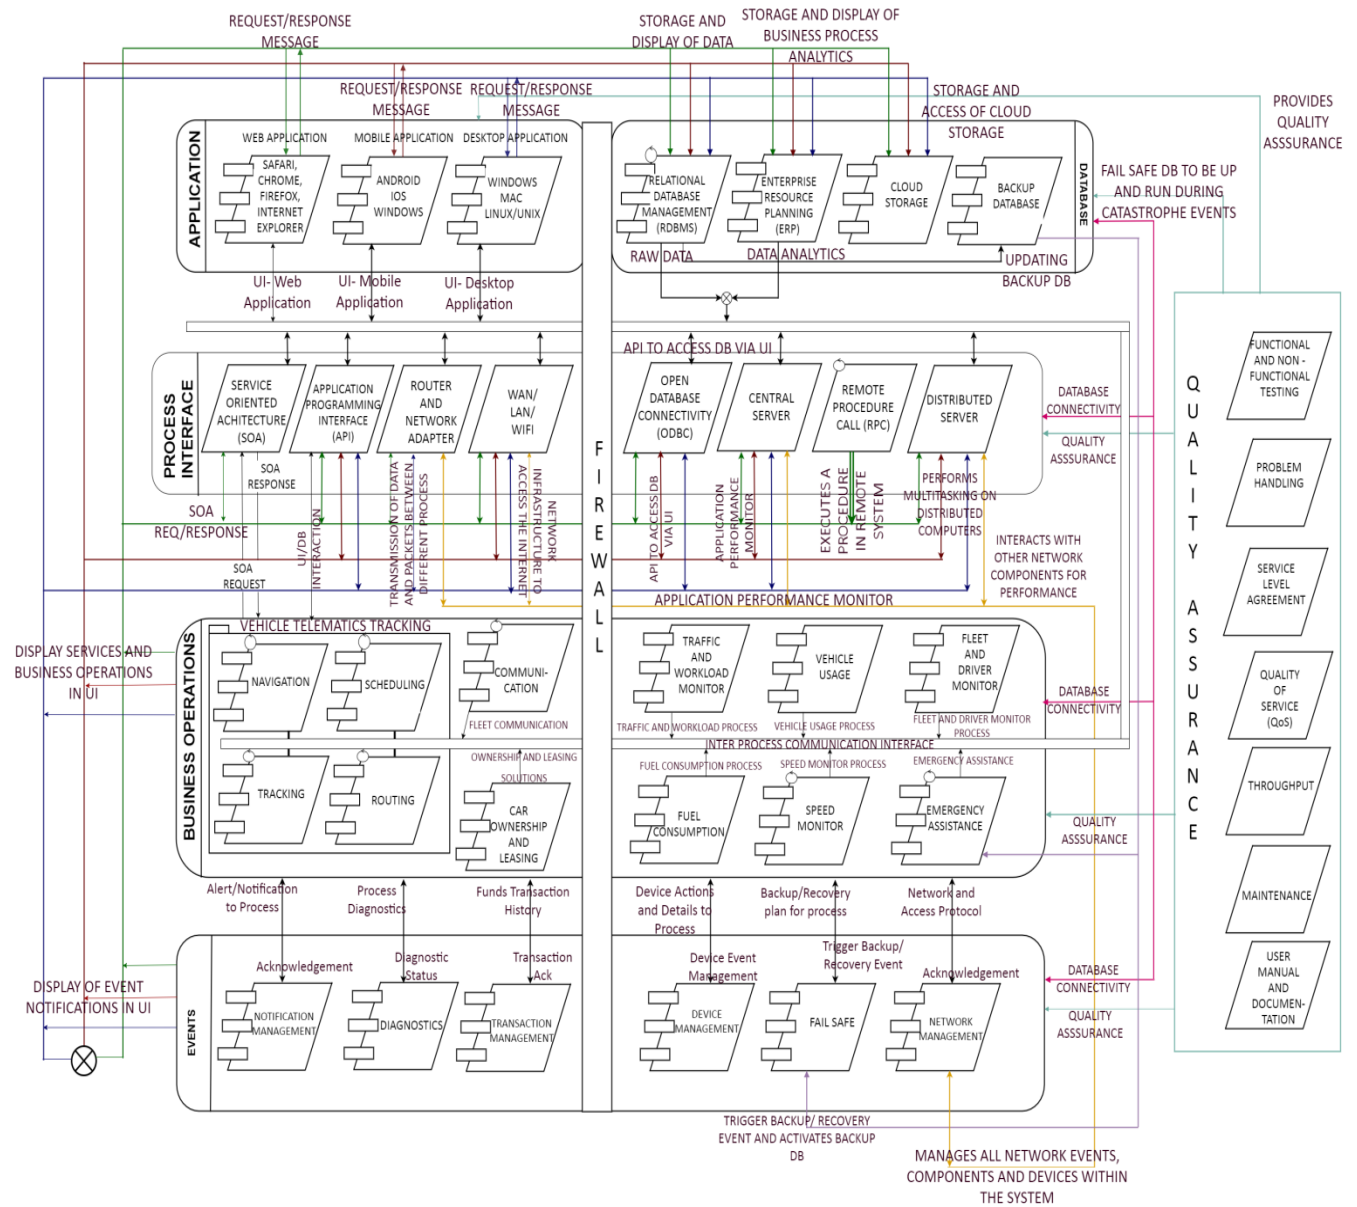 REQUEST/RESPONSE
MESSAGE
STORAGE AND
DISPLAY OF DATA
STORAGE AND DISPLAY OF
BUSINESS PROCESS
ANALYTICS
REQUEST/RESPONSE
MESSAGE
REQUEST/RESPONSE
MESSAGE
STORAGE AND
ACCESS OF CLOUD
STORAGE
PROVIDES
QUALITY
ASSSURANCE
APPLICATION
WEB APPLICATION
MOBILE APPLICATION
DESKTOP APPLICATION
SAFARI,
CHROME,
FIREFOX,
INTERNET
EXPLORER
ANDROID
IOS
WINDOWS
WINDOWS
MAC
LINUX/UNIX
RELATIONAL
DATABASE
MANAGEMENT
(RDBMS)
ENTERPRISE
RESOURCE
PLANNING
(ERP)
CLOUD
STORAGE
BACKUP
DATABASE
DATABASE
FAIL SAFE DB TO BE UP
AND RUN DURING
CATASTROPHE EVENTS
RAW DATA
DATA ANALYTICS
UPDATING
BACKUP DB
UI- Web
Application
UI- Mobile
Application
UI- Desktop
Application
FIREWALL
API TO ACCESS DB VIA UI
PROCESS
INTERFACE
SERVICE
ORIENTED
ACHITECTURE
(SOA)
APPLICATION
PROGRAMMING
INTERFACE (API)
ROUTER
AND
NETWORK
ADAPTER
WAN/
LAN/
WIFI
OPEN
DATABASE
CONNECTIVITY
(ODBC)
CENTRAL
SERVER
REMOTE
PROCEDURE
CALL (RPC)
DISTRIBUTED
SERVER
DATABASE
CONNECTIVITY
QUALITY
ASSSURANCE
SOA
RESPONSE
SOA
REQ/RESPONSE
SOA
REQUEST
UI/DB
INTERACTION
TRANSMISSION OF DATA
AND PACKETS BETWEEN
DIFFERENT PROCESS
NETWORK
INFRASTRUCTURE TO
ACCESS THE INTERNET
API TO ACCESS DB
VIA UI
APPLICATION
PERFORMANCE
MONITOR
EXECUTES A
PROCEDURE
IN REMOTE
SYSTEM
PERFORMS
MULTITASKING ON
DISTRIBUTED
COMPUTERS
INTERACTS WITH
OTHER NETWORK
COMPONENTS FOR
PERFORMANCE
APPLICATION PERFORMANCE MONITOR
DISPLAY SERVICES AND
BUSINESS OPERATIONS
IN UI
BUSINESS OPERATIONS
VEHICLE TELEMATICS TRACKING
NAVIGATION
SCHEDULING
COMMUNI-
CATION
TRAFFIC
AND
WORKLOAD
MONITOR
VEHICLE
USAGE
FLEET
AND
DRIVER
MONITOR
DATABASE
CONNECTIVITY
FLEET COMMUNICATION
TRAFFIC AND WORKLOAD PROCESS
VEHICLE USAGE PROCESS
FLEET AND DRIVER MONITOR
PROCESS
INTER PROCESS COMMUNICATION INTERFACE
OWNERSHIP AND LEASING
SOLUTIONS
FUEL CONSUMPTION PROCESS
SPEED MONITOR PROCESS
EMERGENCY ASSISTANCE
TRACKING
ROUTING
CAR
OWNERSHIP
AND
LEASING
FUEL
CONSUMPTION
SPEED
MONITOR
EMERGENCY
ASSISTANCE
QUALITY
ASSSURANCE
Alert/Notification
to Process
Process
Diagnostics
Funds Transaction
History
Device Actions
and Details to
Process
Backup/Recovery
plan for process
Network and
Access Protocol
EVENTS
Acknowledgement
Diagnostic
Status
Transaction
Ack
Device Event
Management
Trigger Backup/
Recovery Event
Acknowledgement
DATABASE
CONNECTIVITY
DISPLAY OF EVENT
NOTIFICATIONS IN UI
NOTIFICATION
MANAGEMENT
DIAGNOSTICS
TRANSACTION
MANAGEMENT
DEVICE
MANAGEMENT
FAIL SAFE
NETWORK
MANAGEMENT
QUALITY
ASSSURANCE
TRIGGER BACKUP/ RECOVERY
EVENT AND ACTIVATES BACKUP
DB
MANAGES ALL NETWORK EVENTS,
COMPONENTS AND DEVICES WITHIN
THE SYSTEM
QUALITY ASSURANCE
FUNCTIONAL
AND NON -
FUNCTIONAL
TESTING
PROBLEM
HANDLING
SERVICE
LEVEL
AGREEMENT
QUALITY
OF
SERVICE
(QoS)
THROUGHPUT
MAINTENANCE
USER
MANUAL
AND
DOCUMEN-
TATION